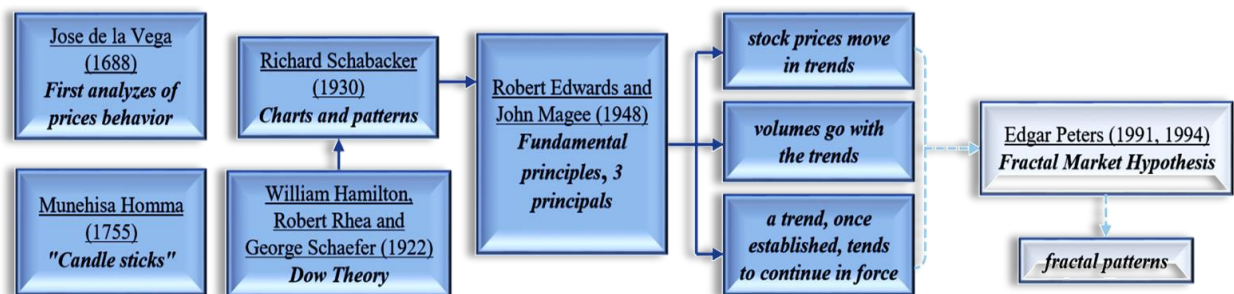 Jose de la Vega
(1688)
First analyzes of
prices behavior
Munehisa Homma
(1755)
"Candle sticks"
Richard Schabacker
(1930)
Charts and patterns
William Hamilton,
Robert Rhea and
George Schaefer (1922)
Dow Theory
Robert Edwards and
John Magee (1948)
Fundamental
principles, 3
principals
stock prices move
in trends
volumes go with
the trends
a trend, once
established, tends
to continue in force
Edgar Peters (1991, 1994)
Fractal Market Hypothesis
fractal patterns